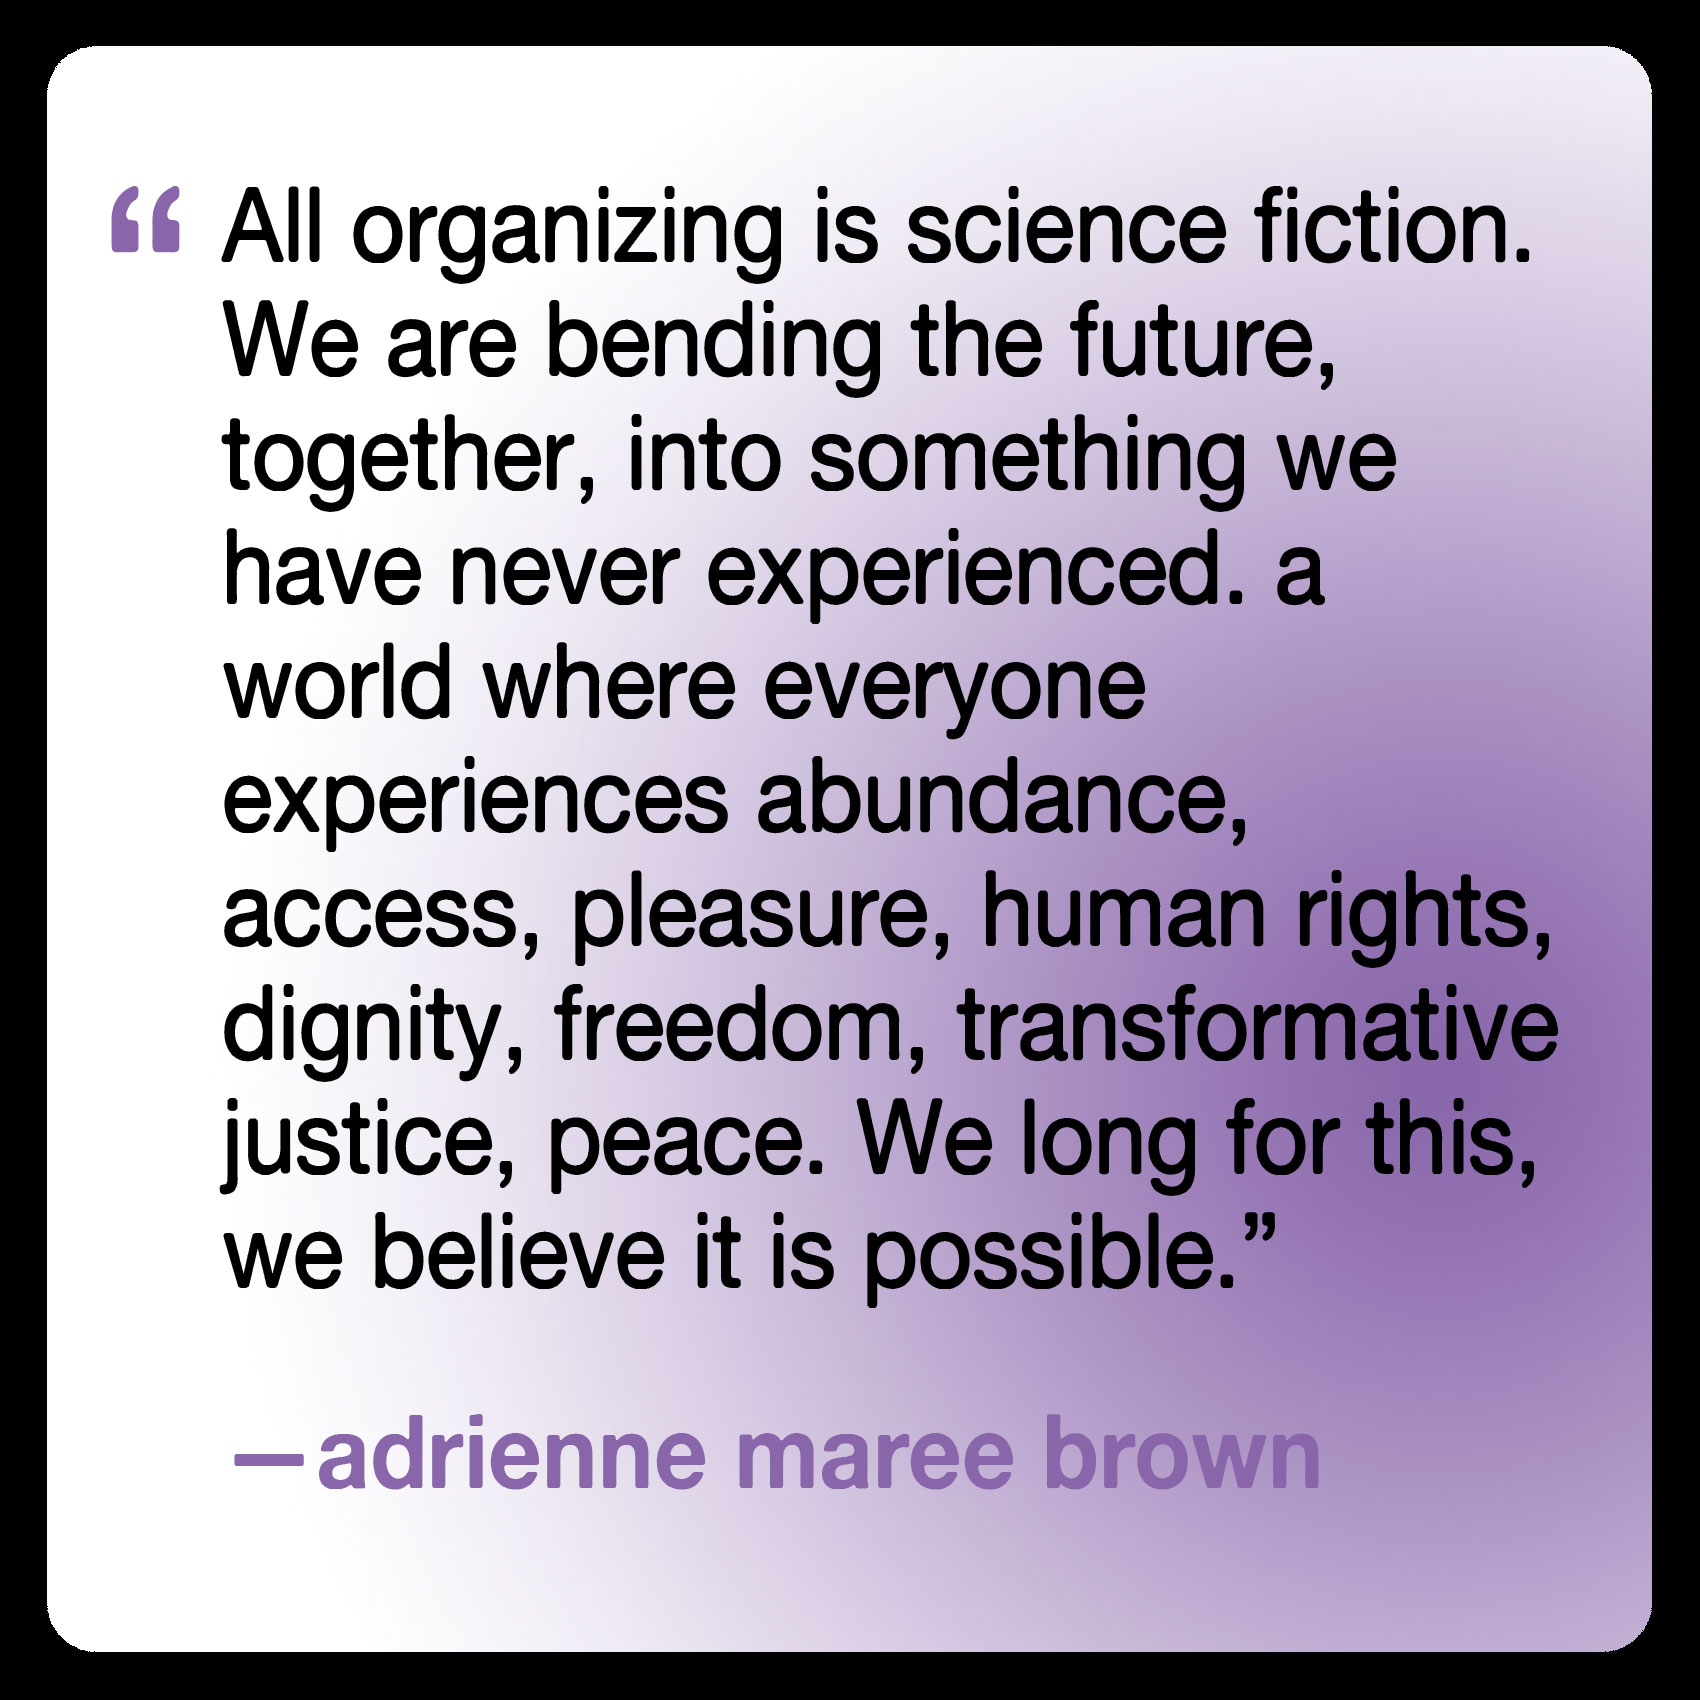 “ All organizing is science fiction.
We are bending the future,
together, into something we
have never experienced. a
world where everyone
experiences abundance,
access, pleasure, human rights,
dignity, freedom, transformative
justice, peace. We long for this,
we believe it is possible.”
—adrienne maree brown